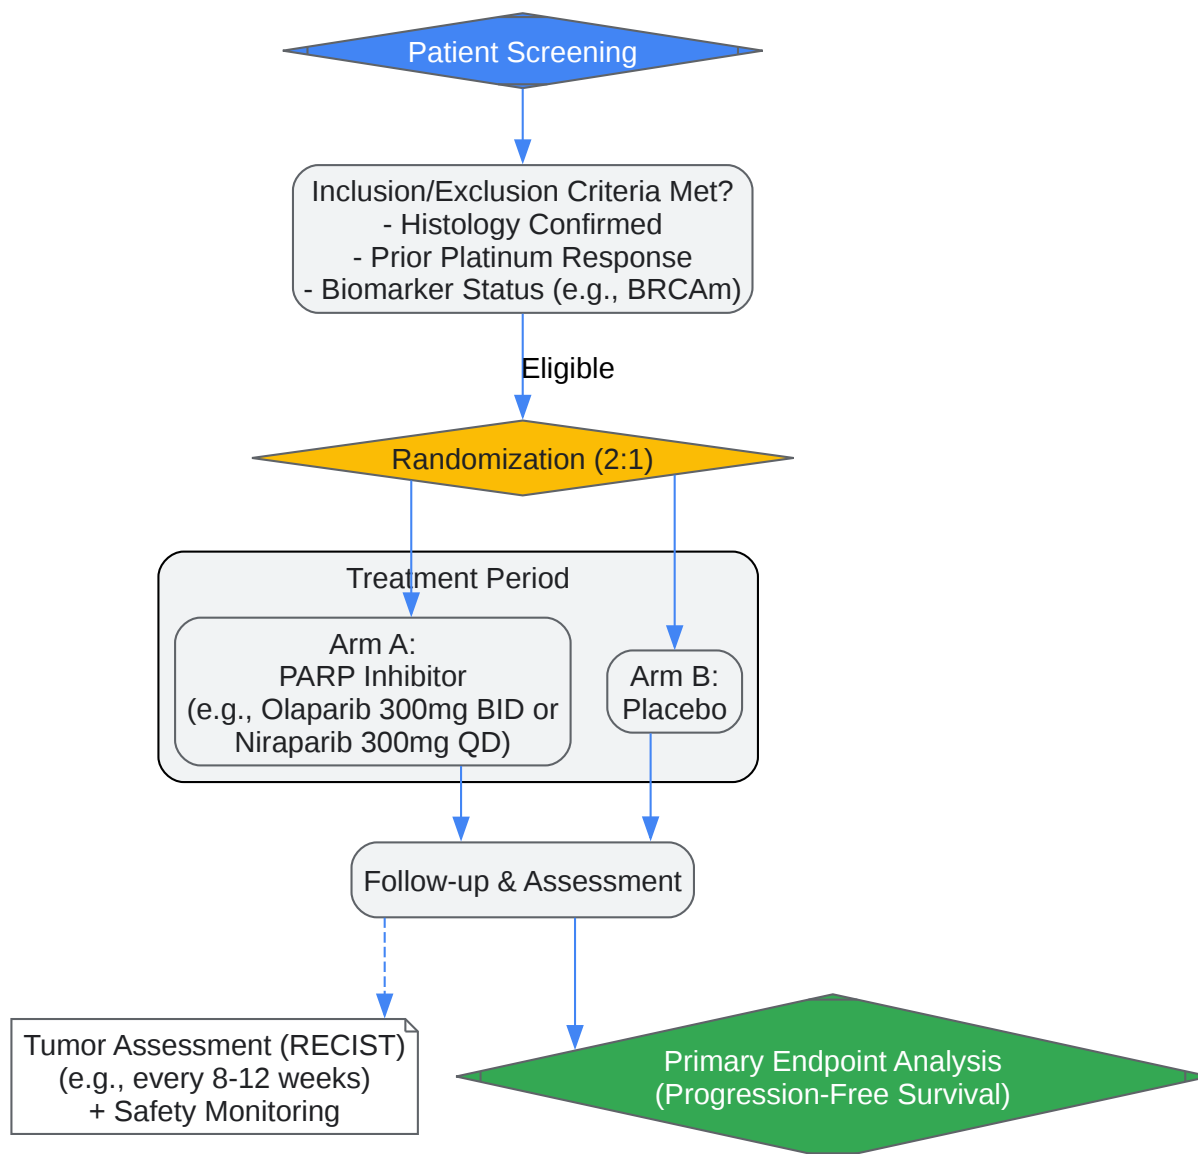 Patient Screening
Inclusion/Exclusion Criteria Met?
- Histology Confirmed
- Prior Platinum Response
- Biomarker Status (e.g., BRCAm)
Eligible
Randomization (2:1)
Treatment Period
Arm A:
PARP Inhibitor
(e.g., Olaparib 300mg BID or
Niraparib 300mg QD)
Arm B:
Placebo
Follow-up & Assessment
Tumor Assessment (RECIST)
(e.g., every 8-12 weeks)
+ Safety Monitoring
Primary Endpoint Analysis
(Progression-Free Survival)